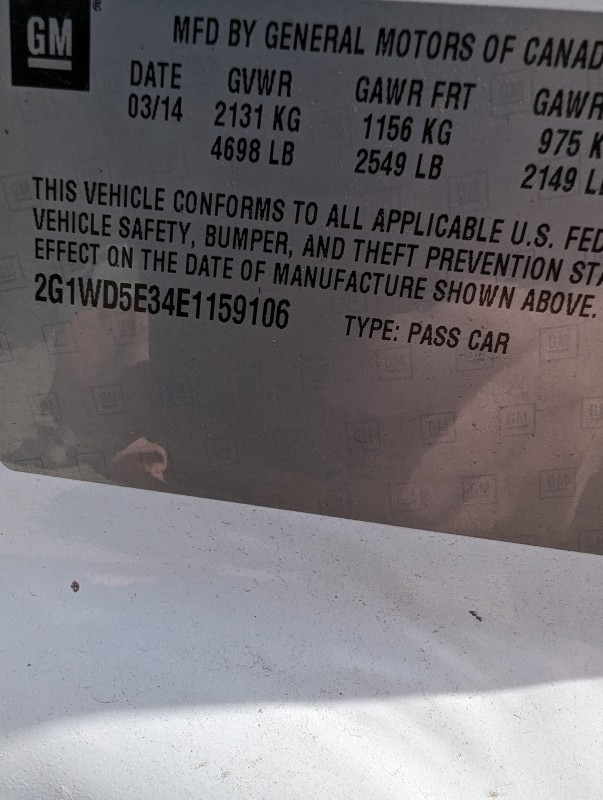 GM
MFD BY GENERAL MOTORS OF CANAD
DATE GVWR GAWR FRT GAWR
03/14 2131 KG 1156 KG 975 K
4698 LB 2549 LB 2149 L
THIS VEHICLE CONFORMS TO ALL APPLICABLE U.S. FED
VEHICLE SAFETY, BUMPER, AND THEFT PREVENTION STA
EFFECT ON THE DATE OF MANUFACTURE SHOWN ABOVE.
2G1WD5E34E1159106 TYPE: PASS CAR